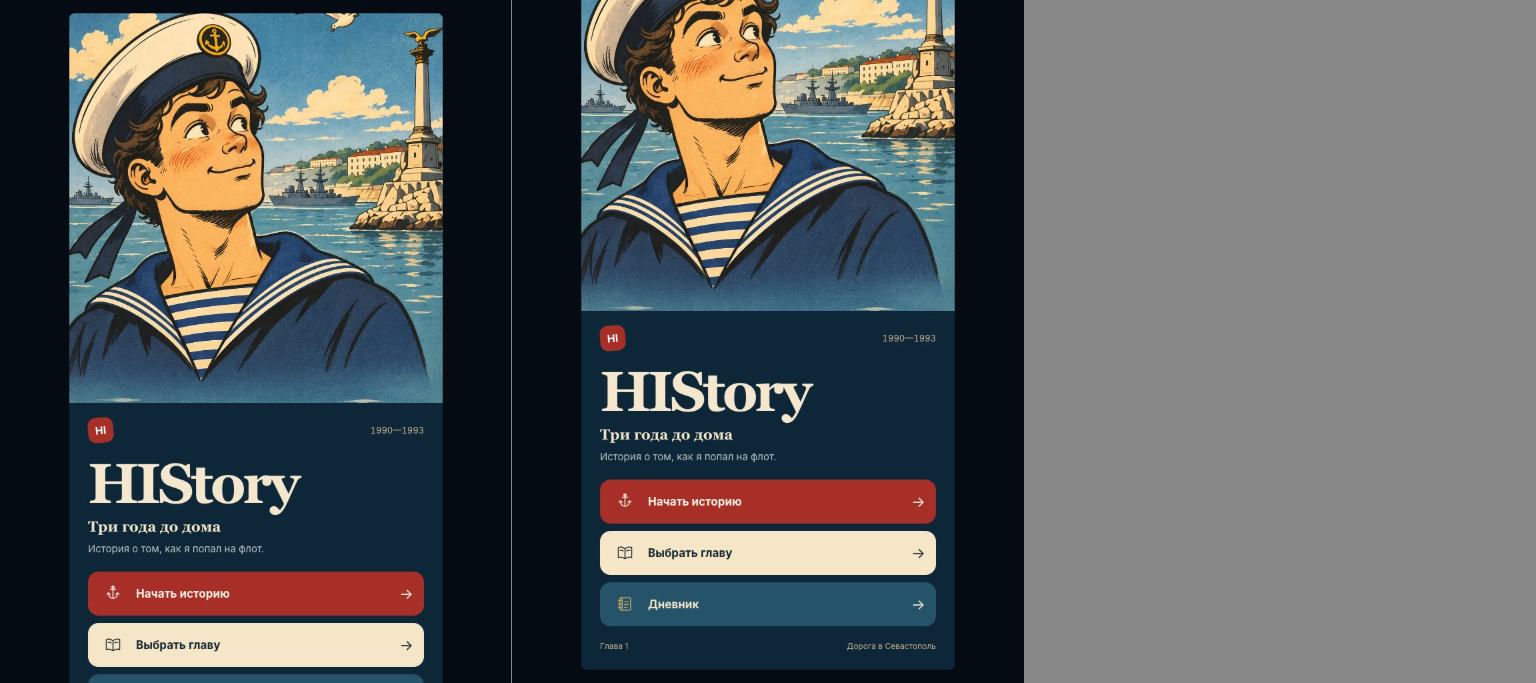 HI
1990—1993
HIStory
Три года до дома
История о том, как я попал на флот.
Начать историю
Выбрать главу
HI
1990—1993
HIStory
Три года до дома
История о том, как я попал на флот.
Начать историю
Выбрать главу
Дневник
Глава 1
Дорога в Севастополь